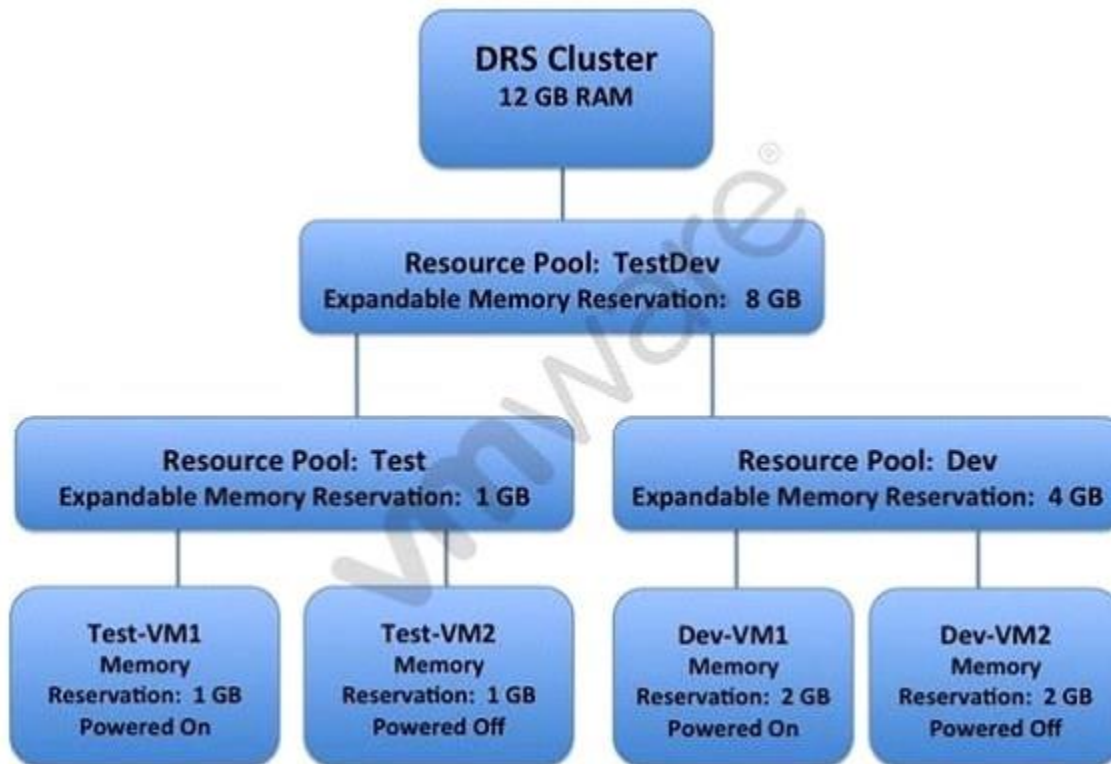 DRS Cluster
12 GB RAM
Resource Pool: TestDev
Expandable Memory Reservation: 8 GB
Resource Pool: Test
Expandable Memory Reservation: 1 GB
Resource Pool: Dev
Expandable Memory Reservation: 4 GB
Test-VM1
Memory
Reservation: 1 GB
Powered On
Test-VM2
Memory
Reservation: 1 GB
Powered Off
Dev-VM1
Memory
Reservation: 2 GB
Powered On
Dev-VM2
Memory
Reservation: 2 GB
Powered Off
vmware®